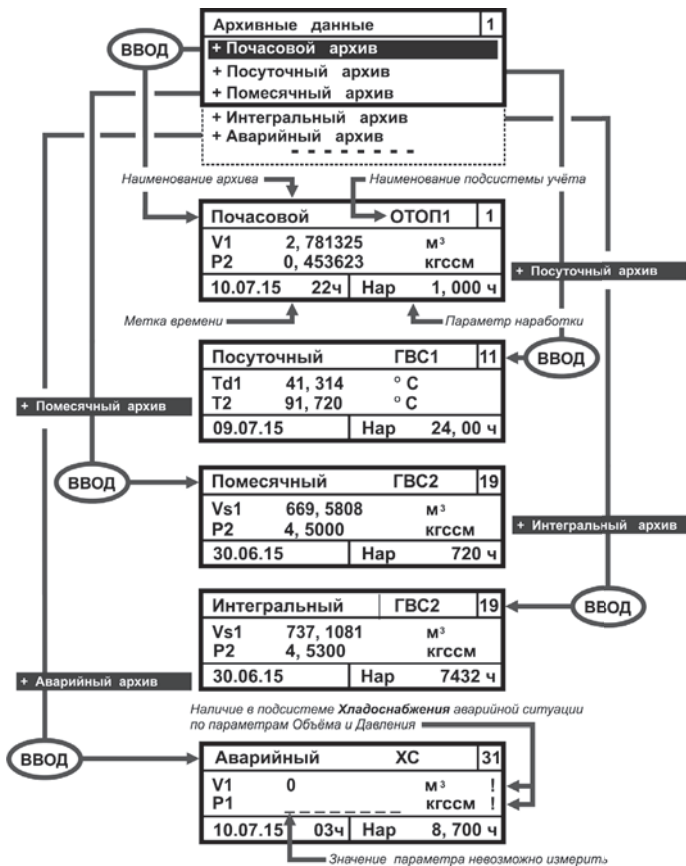 Архивные данные 1
ВВОД
+ Почасовой архив
+ Посуточный архив
+ Помесячный архив
+ Интегральный архив
+ Аварийный архив
- - - - - - - -
Наименование архива
Наименование подсистемы учёта
Почасовой ОТОП1 1
V1 2, 781325 м³
P2 0, 453623 кгссм
10.07.15 22ч Нар 1, 000 ч
+ Посуточный архив
Метка времени
Параметр наработки
Посуточный ГВС1 11
ВВОД
Td1 41, 314 ° C
T2 91, 720 ° C
+ Помесячный архив
09.07.15 Нар 24, 00 ч
ВВОД
Помесячный ГВС2 19
Vs1 669, 5808 м³
P2 4, 5000 кгссм
+ Интегральный архив
30.06.15 Нар 720 ч
Интегральный ГВС2 19
ВВОД
Vs1 737, 1081 м³
P2 4, 5300 кгссм
30.06.15 Нар 7432 ч
+ Аварийный архив
Наличие в подсистеме Хладоснабжения аварийной ситуации
по параметрам Объёма и Давления
ВВОД
Аварийный ХС 31
V1 0 м³ !
P1 _ _ _ _ _ _ _ _ кгссм !
10.07.15 03ч Нар 8, 700 ч
Значение параметра невозможно измерить